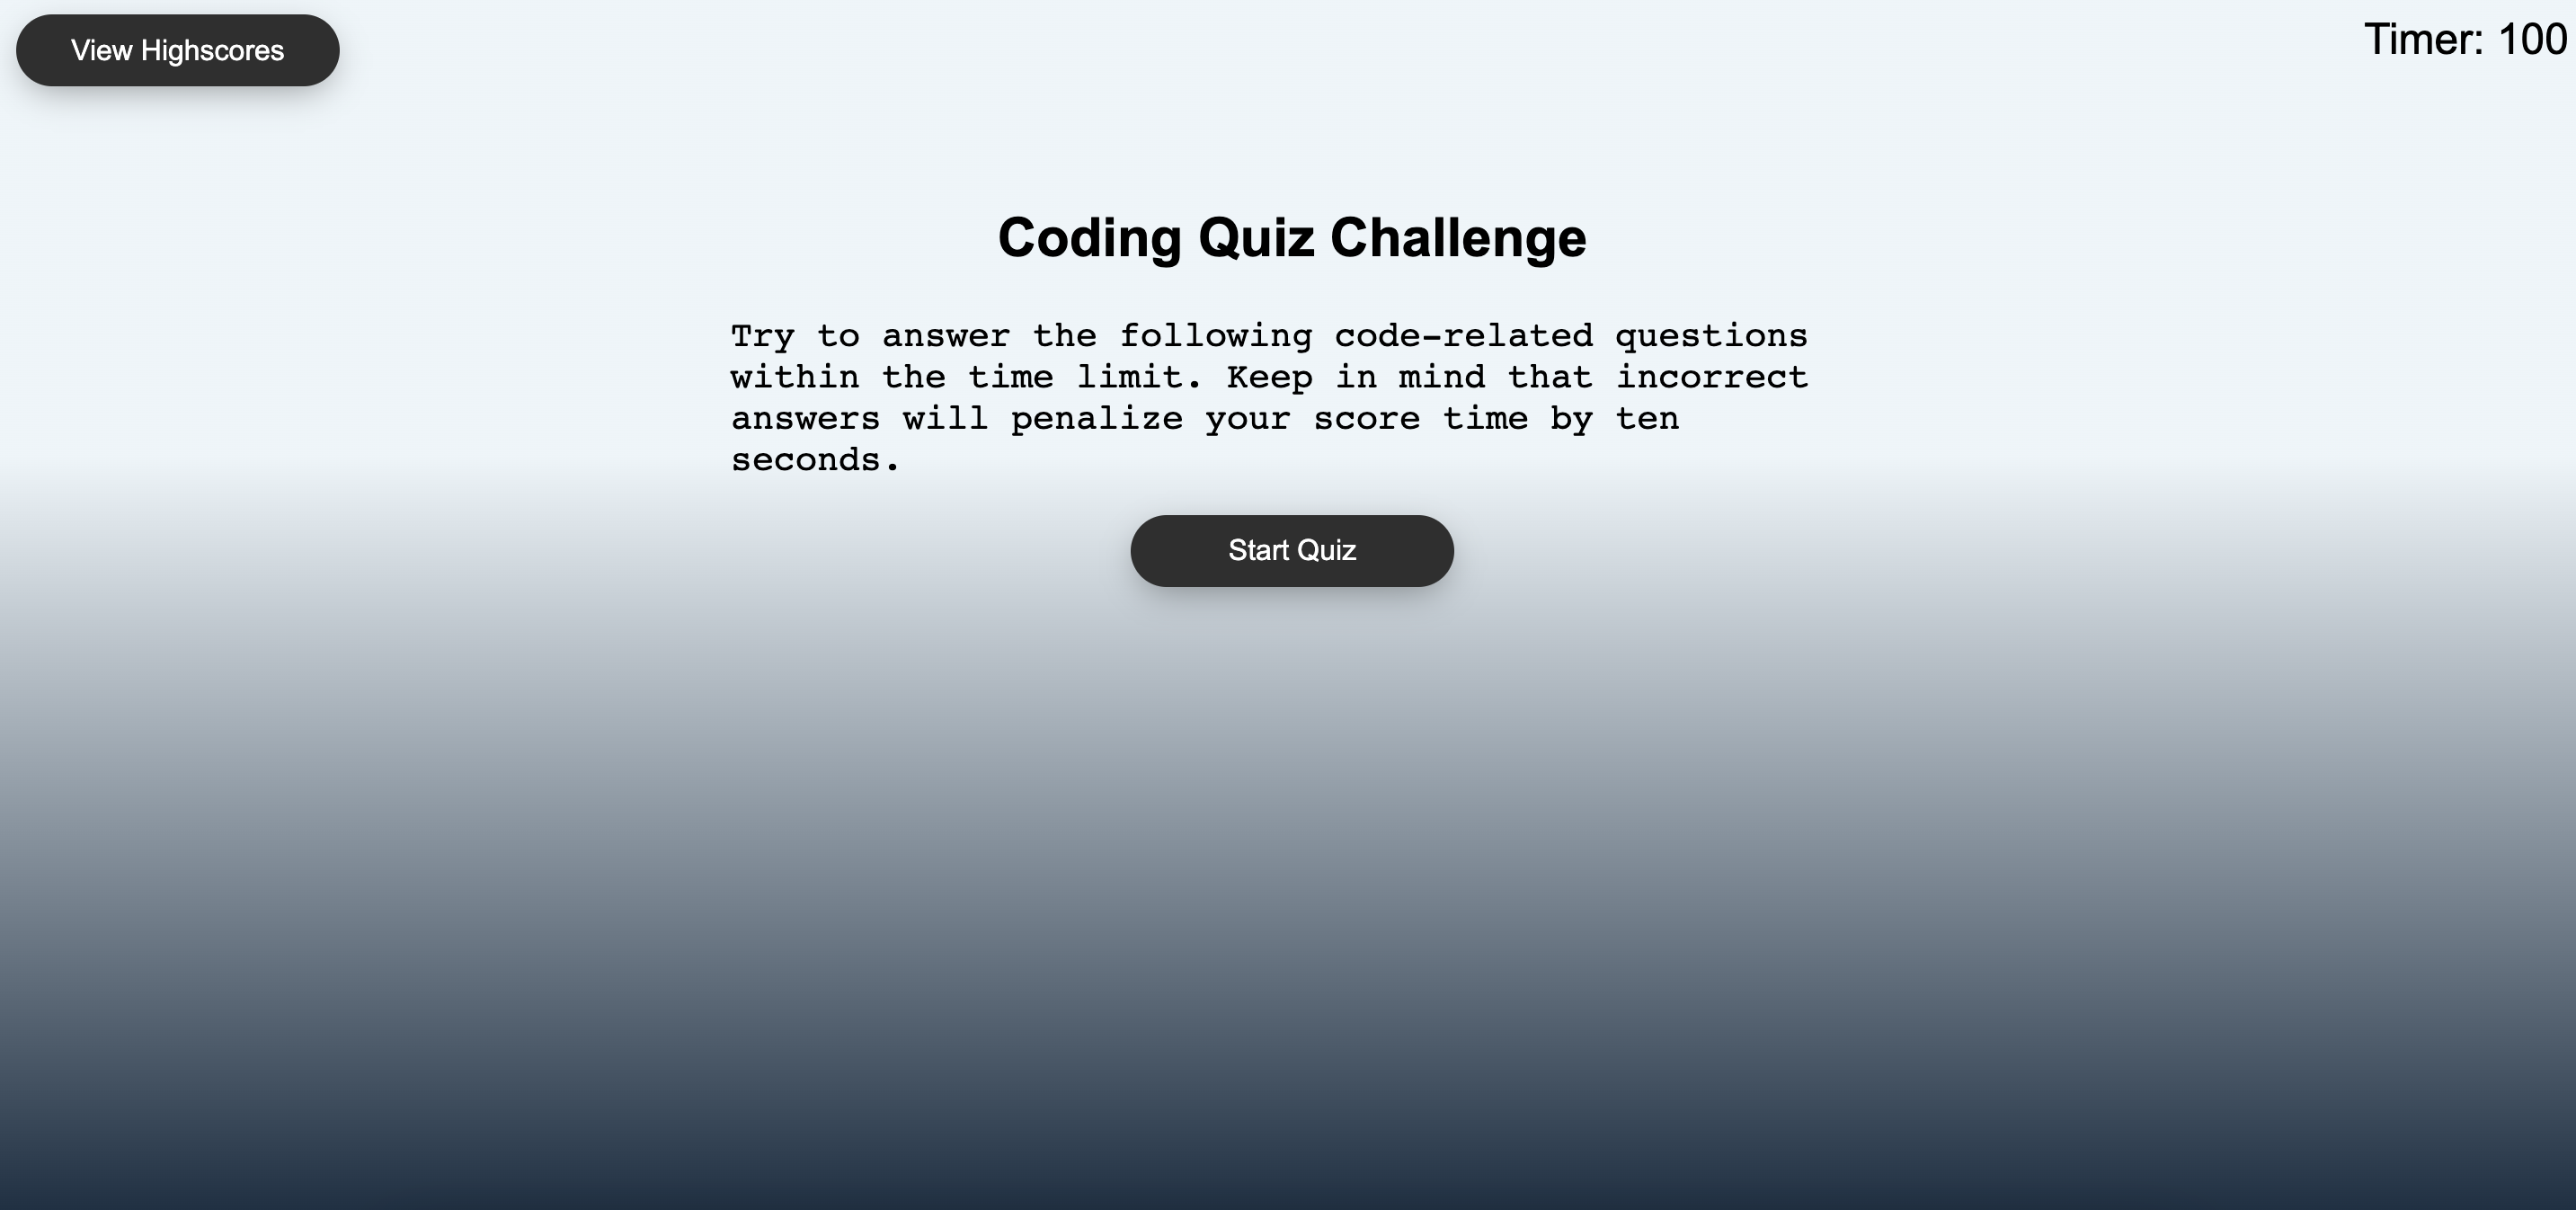 View Highscores
Timer: 100
Coding Quiz Challenge
Try to answer the following code-related questions
within the time limit. Keep in mind that incorrect
answers will penalize your score time by ten
seconds.
Start Quiz